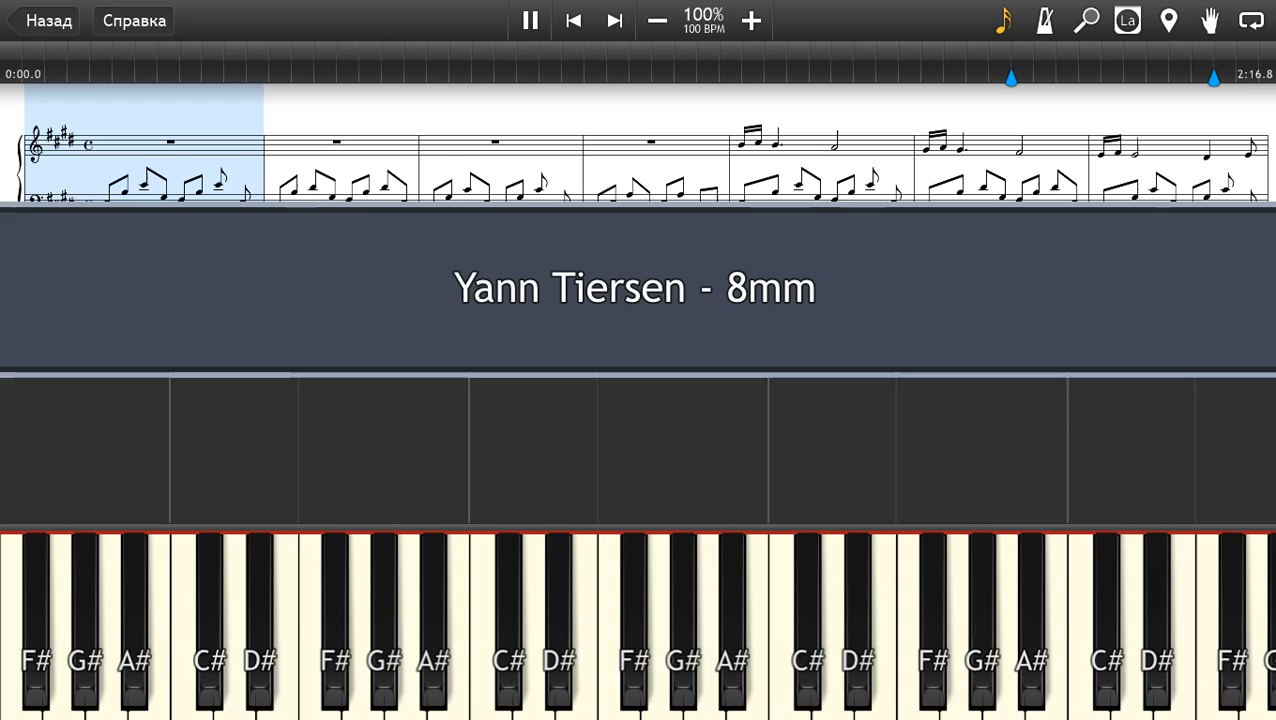 Назад
Справка
100%
100 BPM
La
0:00.0
2:16.8
Yann Tiersen - 8mm
F# G# A# C# D# F# G# A# C# D# F# G# A# C# D# F# G# A# C# D# F#